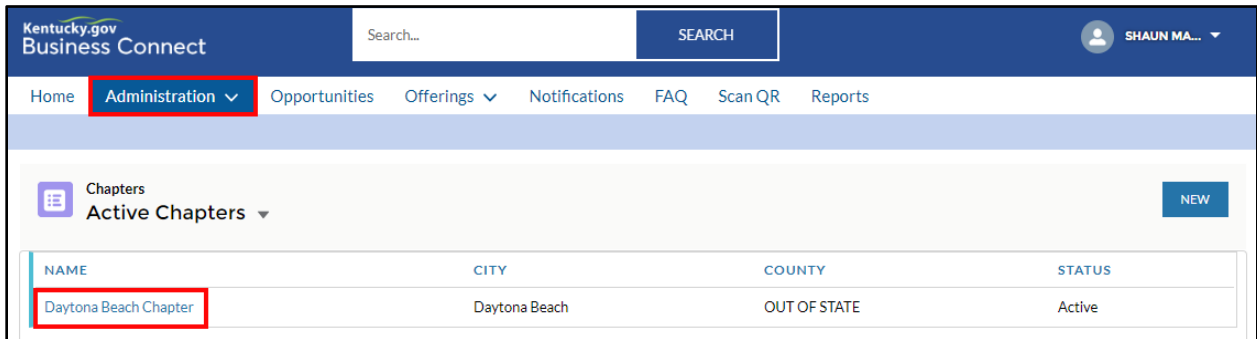 Kentucky.gov
Business Connect
Search...
SEARCH
SHAUN MA...
Home Administration Opportunities Offerings Notifications FAQ Scan QR Reports
Chapters
Active Chapters
NEW
NAME CITY COUNTY STATUS
Daytona Beach Chapter Daytona Beach OUT OF STATE Active